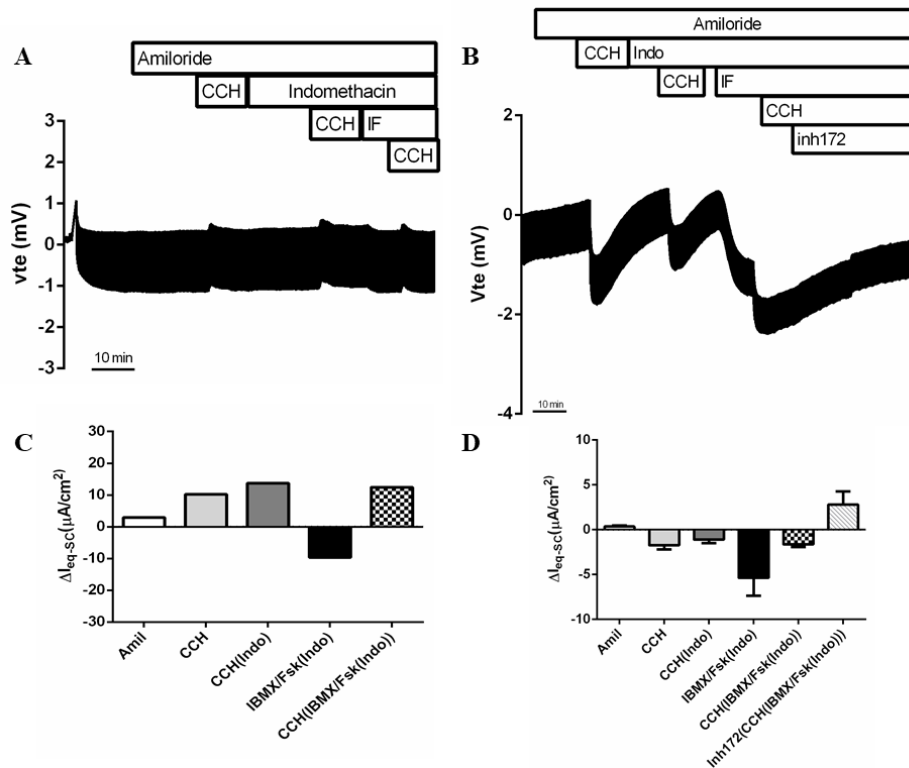 A
Amiloride
CCH
Indomethacin
CCH
IF
CCH
3
2
1
0
-1
-2
-3
vte (mV)
10 min
B
Amiloride
CCH
Indo
CCH
IF
CCH
inh172
2
0
-2
-4
Vte (mV)
10 min
C
30
20
10
0
-10
-20
-30
ΔIeq-sc(µA/cm²)
Amil
CCH
CCH(Indo)
IBMX/Fsk(Indo)
CCH(IBMX/Fsk(Indo))
D
10
5
0
-5
-10
ΔIeq-sc(µA/cm²)
Amil
CCH
CCH(Indo)
IBMX/Fsk(Indo)
CCH(IBMX/Fsk(Indo))
Inh172(CCH(IBMX/Fsk(Indo)))